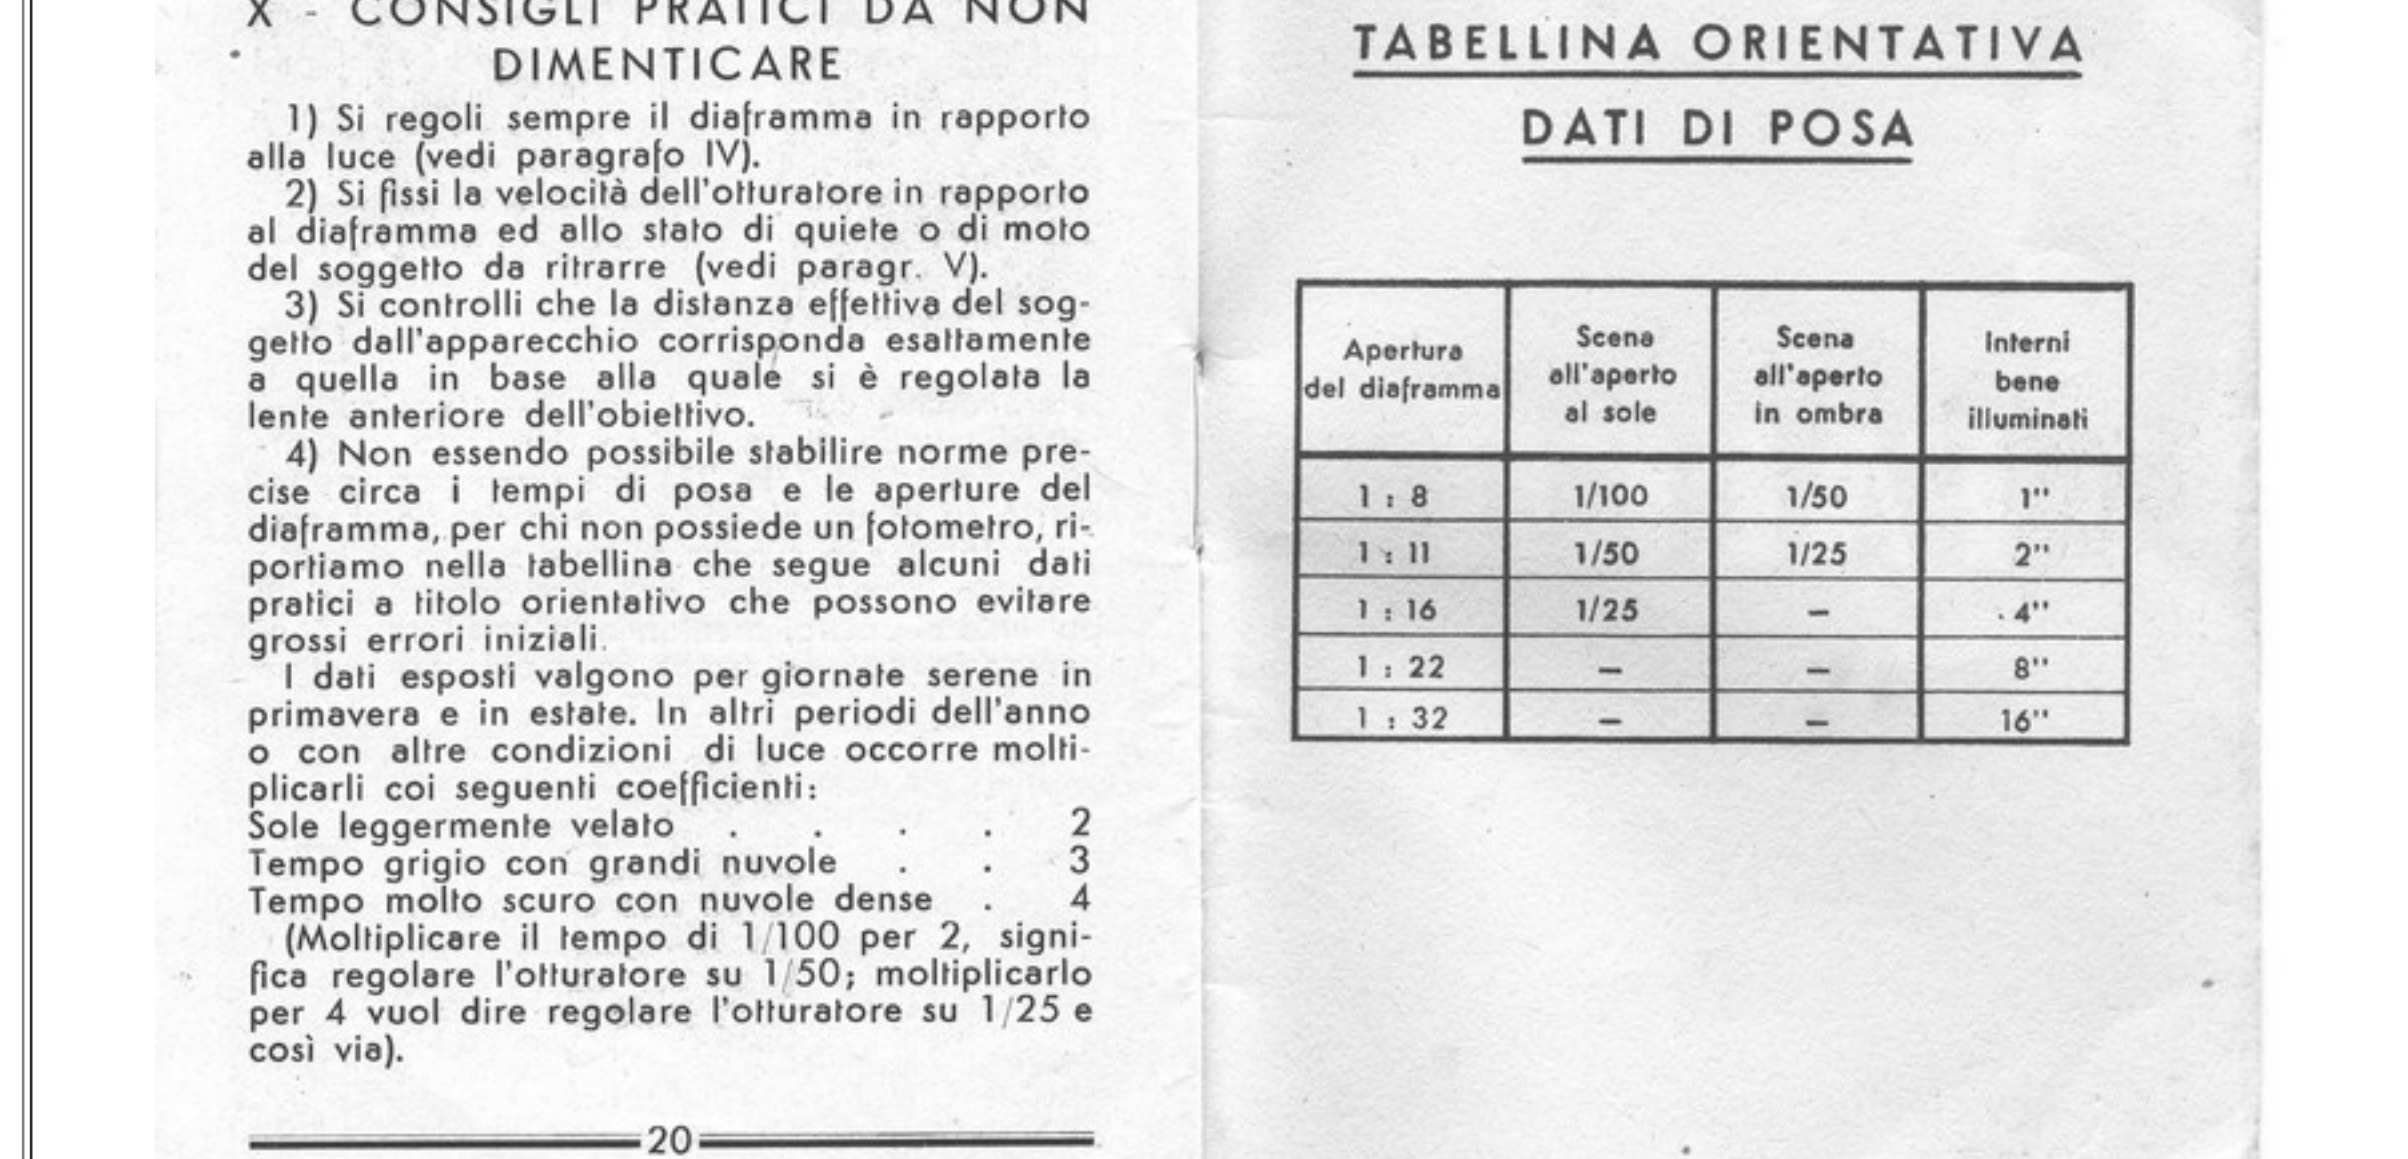 X - CONSIGLI PRATICI DA NON
DIMENTICARE
1) Si regoli sempre il diaframma in rapporto
alla luce (vedi paragrafo IV).
2) Si fissi la velocità dell'otturatore in rapporto
al diaframma ed allo stato di quiete o di moto
del soggetto da ritrarre (vedi paragr. V).
3) Si controlli che la distanza effettiva del sog-
getto dall'apparecchio corrisponda esattamente
a quella in base alla quale si è regolata la
lente anteriore dell'obiettivo.
4) Non essendo possibile stabilire norme pre-
cise circa i tempi di posa e le aperture del
diaframma, per chi non possiede un fotometro, ri-
portiamo nella tabellina che segue alcuni dati
pratici a titolo orientativo che possono evitare
grossi errori iniziali.
I dati esposti valgono per giornate serene in
primavera e in estate. In altri periodi dell'anno
o con altre condizioni di luce occorre molti-
plicarli coi seguenti coefficienti:
Sole leggermente velato . . . . 2
Tempo grigio con grandi nuvole . . 3
Tempo molto scuro con nuvole dense . 4
(Moltiplicare il tempo di 1/100 per 2, signi-
fica regolare l'otturatore su 1/50; moltiplicarlo
per 4 vuol dire regolare l'otturatore su 1/25 e
così via).
20
TABELLINA ORIENTATIVA
DATI DI POSA
Apertura
del diaframma
Scena
all'aperto
al sole
Scena
all'aperto
in ombra
Interni
bene
illuminati
1 : 8 1/100 1/50 1''
1 : 11 1/50 1/25 2''
1 : 16 1/25 – 4''
1 : 22 – – 8''
1 : 32 – – 16''